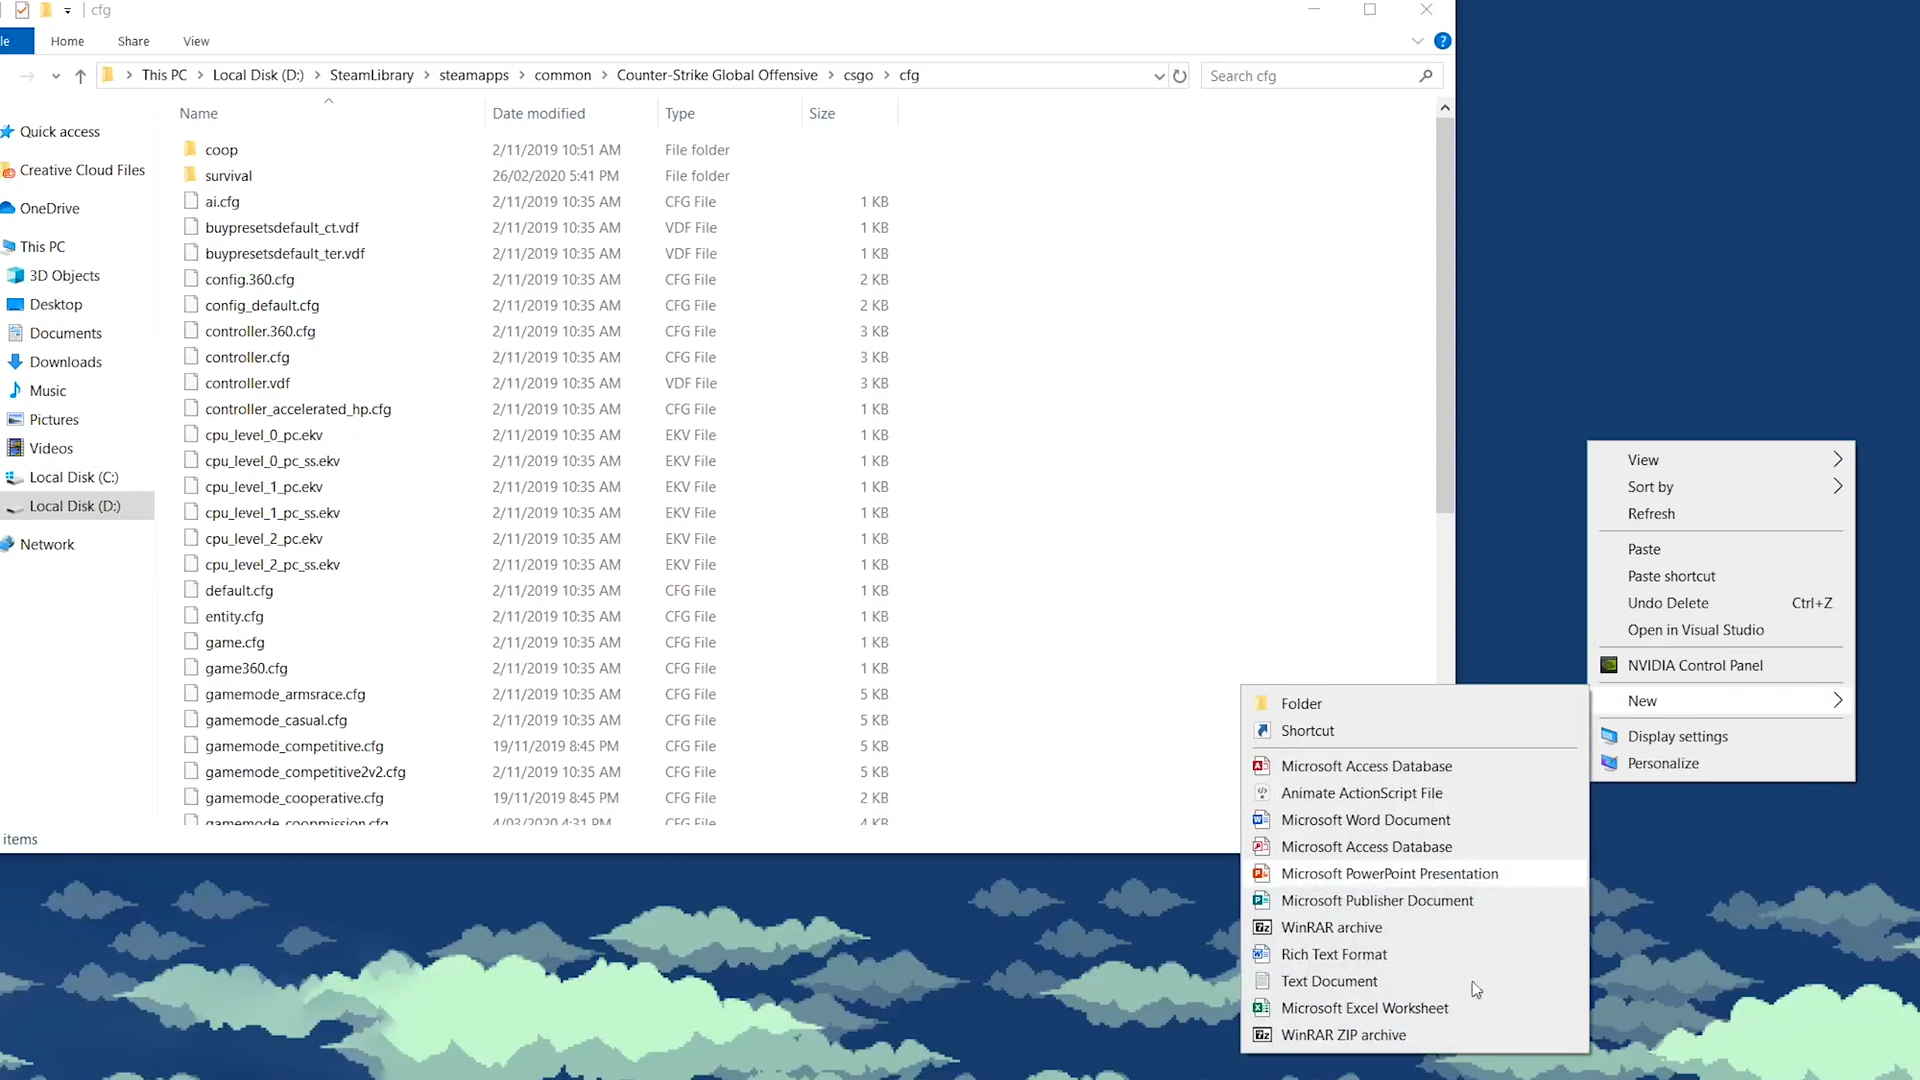 cfg
le
Home
Share
View
?
This PC
Local Disk (D:)
SteamLibrary
steamapps
common
Counter-Strike Global Offensive
csgo
cfg
Search cfg
Quick access
Creative Cloud Files
OneDrive
This PC
3D Objects
Desktop
Documents
Downloads
Music
Pictures
Videos
Local Disk (C:)
Local Disk (D:)
Network
Name Date modified Type Size
coop 2/11/2019 10:51 AM File folder
survival 26/02/2020 5:41 PM File folder
ai.cfg 2/11/2019 10:35 AM CFG File 1 KB
buypresetsdefault_ct.vdf 2/11/2019 10:35 AM VDF File 1 KB
buypresetsdefault_ter.vdf 2/11/2019 10:35 AM VDF File 1 KB
config.360.cfg 2/11/2019 10:35 AM CFG File 2 KB
config_default.cfg 2/11/2019 10:35 AM CFG File 2 KB
controller.360.cfg 2/11/2019 10:35 AM CFG File 3 KB
controller.cfg 2/11/2019 10:35 AM CFG File 3 KB
controller.vdf 2/11/2019 10:35 AM VDF File 3 KB
controller_accelerated_hp.cfg 2/11/2019 10:35 AM CFG File 1 KB
cpu_level_0_pc.ekv 2/11/2019 10:35 AM EKV File 1 KB
cpu_level_0_pc_ss.ekv 2/11/2019 10:35 AM EKV File 1 KB
cpu_level_1_pc.ekv 2/11/2019 10:35 AM EKV File 1 KB
cpu_level_1_pc_ss.ekv 2/11/2019 10:35 AM EKV File 1 KB
cpu_level_2_pc.ekv 2/11/2019 10:35 AM EKV File 1 KB
cpu_level_2_pc_ss.ekv 2/11/2019 10:35 AM EKV File 1 KB
default.cfg 2/11/2019 10:35 AM CFG File 1 KB
entity.cfg 2/11/2019 10:35 AM CFG File 1 KB
game.cfg 2/11/2019 10:35 AM CFG File 1 KB
game360.cfg 2/11/2019 10:35 AM CFG File 1 KB
gamemode_armsrace.cfg 2/11/2019 10:35 AM CFG File 5 KB
gamemode_casual.cfg 2/11/2019 10:35 AM CFG File 5 KB
gamemode_competitive.cfg 19/11/2019 8:45 PM CFG File 5 KB
gamemode_competitive2v2.cfg 2/11/2019 10:35 AM CFG File 5 KB
gamemode_cooperative.cfg 19/11/2019 8:45 PM CFG File 2 KB
gamemode_coopmission.cfg 4/03/2020 4:31 PM CFG File 4 KB
items
View
Sort by
Refresh
Paste
Paste shortcut
Undo Delete Ctrl+Z
Open in Visual Studio
NVIDIA Control Panel
New
Display settings
Personalize
Folder
Shortcut
Microsoft Access Database
Animate ActionScript File
Microsoft Word Document
Microsoft Access Database
Microsoft PowerPoint Presentation
Microsoft Publisher Document
WinRAR archive
Rich Text Format
Text Document
Microsoft Excel Worksheet
WinRAR ZIP archive